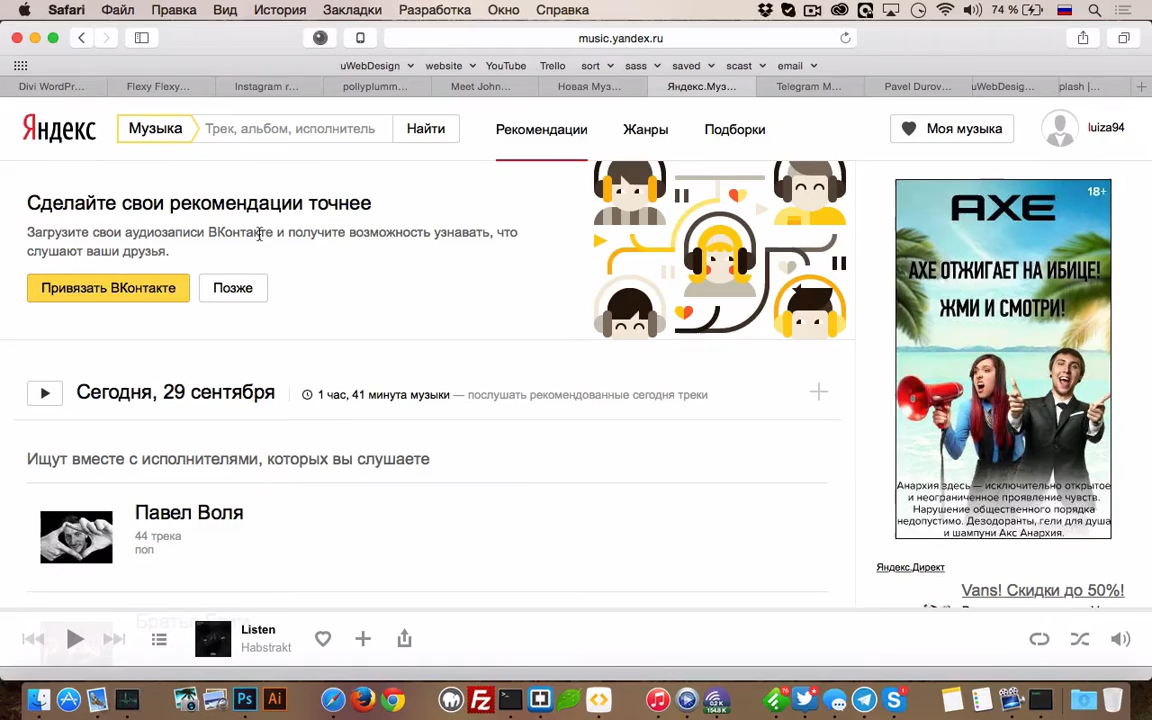 Safari Файл Правка Вид История Закладки Разработка Окно Справка 74 %
music.yandex.ru
uWebDesign website YouTube Trello sort sass saved scast email
Divi WordPr... Flexy Flexy... Instagram r... pollyplumm... Meet John... Новая Муз... Яндекс.Муз... Telegram M... Pavel Durov... uWebDesig... plash |...
Яндекс Музыка Трек, альбом, исполнитель Найти Рекомендации Жанры Подборки Моя музыка luiza94
Сделайте свои рекомендации точнее
Загрузите свои аудиозаписи ВКонтакте и получите возможность узнавать, что
слушают ваши друзья.
Привязать ВКонтакте Позже
Сегодня, 29 сентября 1 час, 41 минута музыки — послушать рекомендованные сегодня треки
Ищут вместе с исполнителями, которых вы слушаете
Павел Воля
44 трека
поп
AXE 18+
АХЕ ОТЖИГАЕТ НА ИБИЦЕ!
ЖМИ И СМОТРИ!
Анархия здесь — исключительно открытое
и неограниченное проявление чувств.
Нарушение общественного порядка
недопустимо. Дезодоранты, гели для душа
и шампуни Акс Анархия.
Яндекс.Директ
Vans! Скидки до 50%!
Listen
Habstrakt
Ps Ai